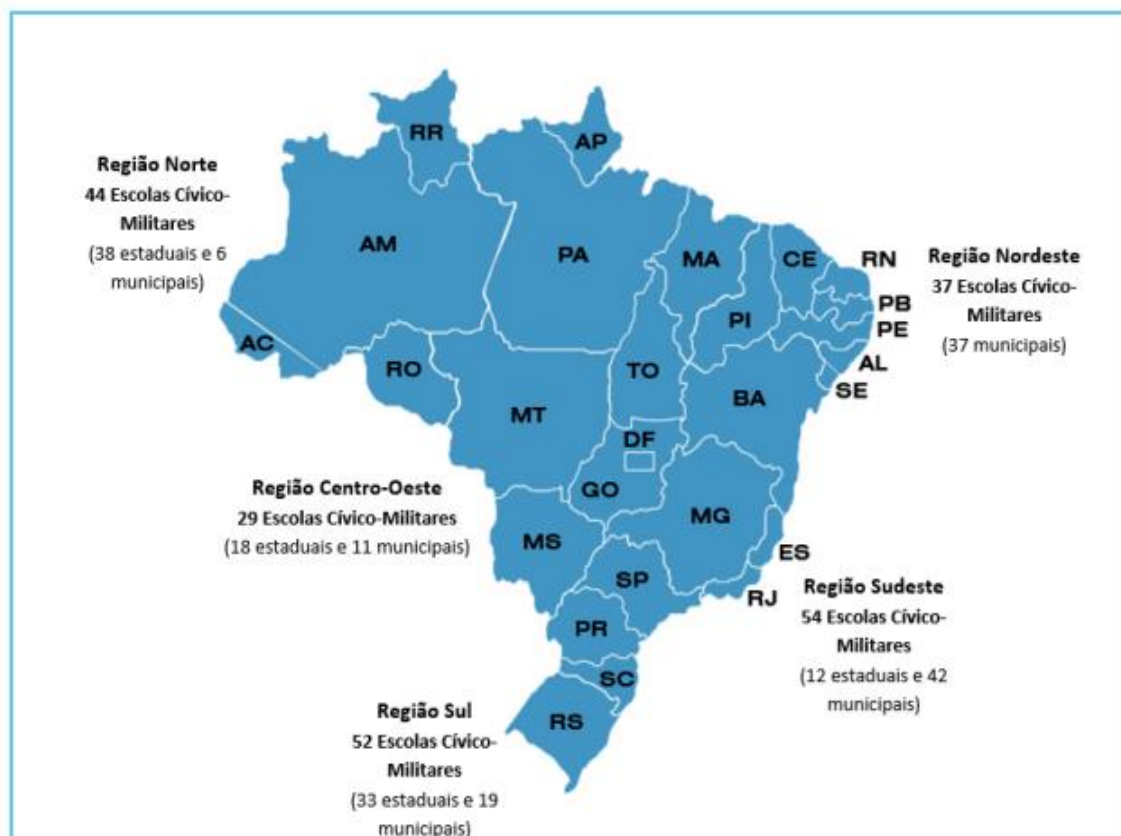 RR
AP
Região Norte
44 Escolas Cívico-
Militares
(38 estaduais e 6
municipais)
AM
PA
MA
CE
RN
Região Nordeste
37 Escolas Cívico-
Militares
(37 municipais)
PB
PI
PE
AC
RO
TO
AL
SE
BA
MT
DF
GO
Região Centro-Oeste
29 Escolas Cívico-Militares
(18 estaduais e 11 municipais)
MG
MS
ES
SP
RJ
Região Sudeste
54 Escolas Cívico-
Militares
(12 estaduais e 42
municipais)
PR
SC
RS
Região Sul
52 Escolas Cívico-
Militares
(33 estaduais e 19
municipais)